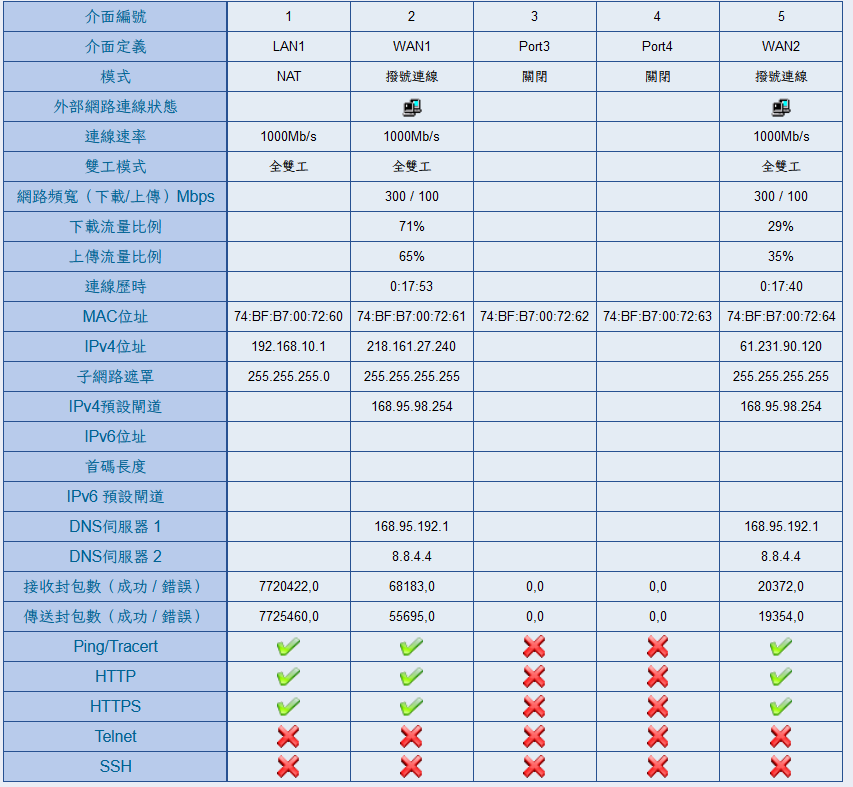 介面編號 1 2 3 4 5
介面定義 LAN1 WAN1 Port3 Port4 WAN2
模式 NAT 撥號連線 關閉 關閉 撥號連線
外部網路連線狀態
連線速率 1000Mb/s 1000Mb/s 1000Mb/s
雙工模式 全雙工 全雙工 全雙工
網路頻寬（下載/上傳）Mbps 300 / 100 300 / 100
下載流量比例 71% 29%
上傳流量比例 65% 35%
連線歷時 0:17:53 0:17:40
MAC位址 74:BF:B7:00:72:60 74:BF:B7:00:72:61 74:BF:B7:00:72:62 74:BF:B7:00:72:63 74:BF:B7:00:72:64
IPv4位址 192.168.10.1 218.161.27.240 61.231.90.120
子網路遮罩 255.255.255.0 255.255.255.255 255.255.255.255
IPv4預設閘道 168.95.98.254 168.95.98.254
IPv6位址
首碼長度
IPv6 預設閘道
DNS伺服器 1 168.95.192.1 168.95.192.1
DNS伺服器 2 8.8.4.4 8.8.4.4
接收封包數（成功 / 錯誤） 7720422,0 68183,0 0,0 0,0 20372,0
傳送封包數（成功 / 錯誤） 7725460,0 55695,0 0,0 0,0 19354,0
Ping/Tracert
HTTP
HTTPS
Telnet
SSH